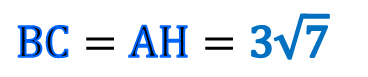 BC = AH = 3√7